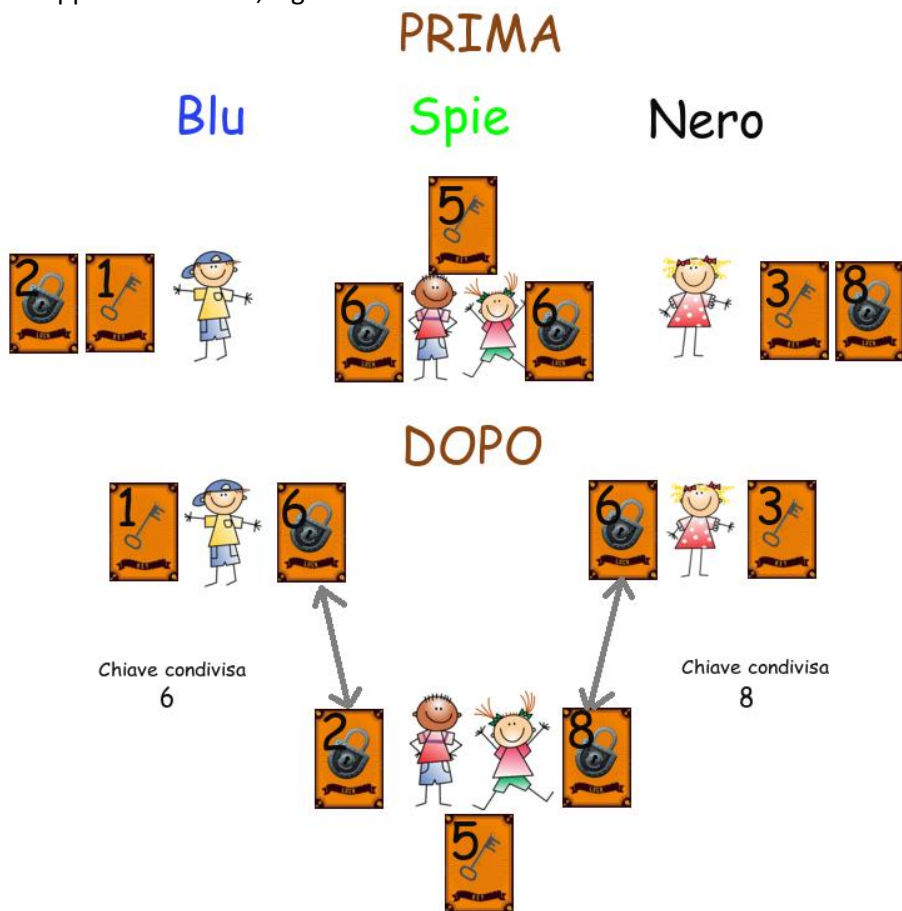 PRIMA
Blu Spie Nero
5
2 1 6 6 3 8
DOPO
1 6 6 3
Chiave condivisa
6
Chiave condivisa
8
2 8
5